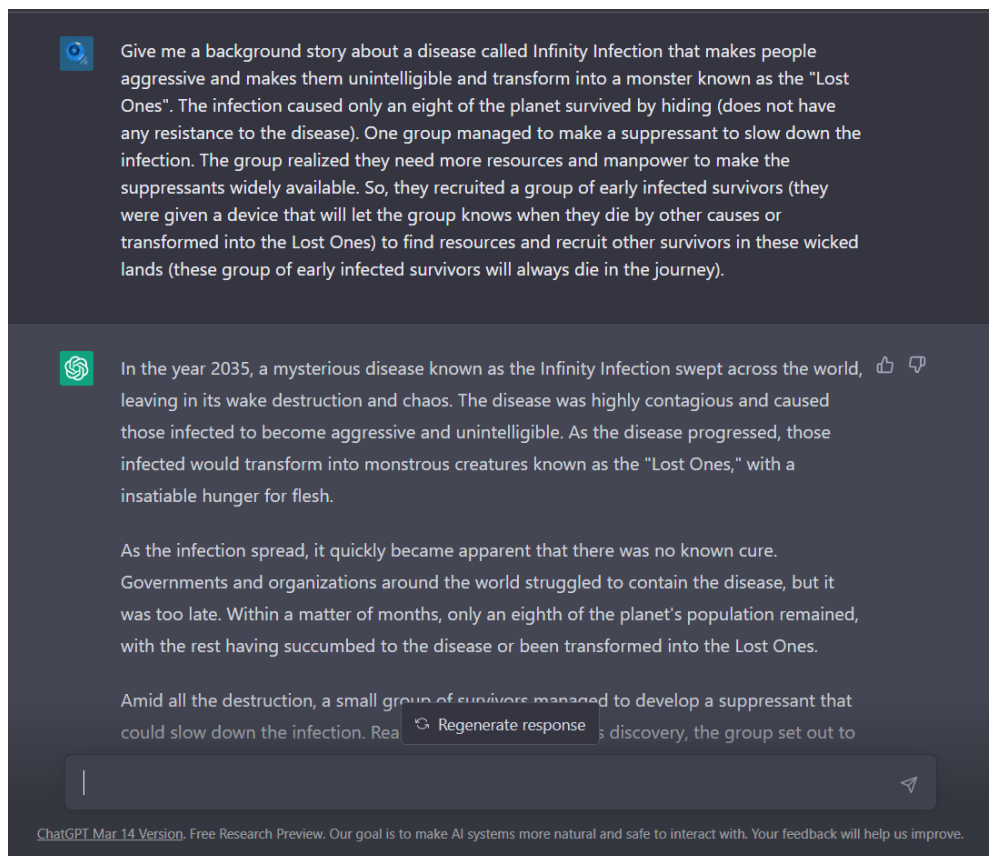 Give me a background story about a disease called Infinity Infection that makes people
aggressive and makes them unintelligible and transform into a monster known as the "Lost
Ones". The infection caused only an eight of the planet survived by hiding (does not have
any resistance to the disease). One group managed to make a suppressant to slow down the
infection. The group realized they need more resources and manpower to make the
suppressants widely available. So, they recruited a group of early infected survivors (they
were given a device that will let the group knows when they die by other causes or
transformed into the Lost Ones) to find resources and recruit other survivors in these wicked
lands (these group of early infected survivors will always die in the journey).
In the year 2035, a mysterious disease known as the Infinity Infection swept across the world,
leaving in its wake destruction and chaos. The disease was highly contagious and caused
those infected to become aggressive and unintelligible. As the disease progressed, those
infected would transform into monstrous creatures known as the "Lost Ones," with a
insatiable hunger for flesh.
As the infection spread, it quickly became apparent that there was no known cure.
Governments and organizations around the world struggled to contain the disease, but it
was too late. Within a matter of months, only an eighth of the planet's population remained,
with the rest having succumbed to the disease or been transformed into the Lost Ones.
Amid all the destruction, a small group of survivors managed to develop a suppressant that
could slow down the infection. discovery, the group set out to
Regenerate response
ChatGPT Mar 14 Version. Free Research Preview. Our goal is to make AI systems more natural and safe to interact with. Your feedback will help us improve.